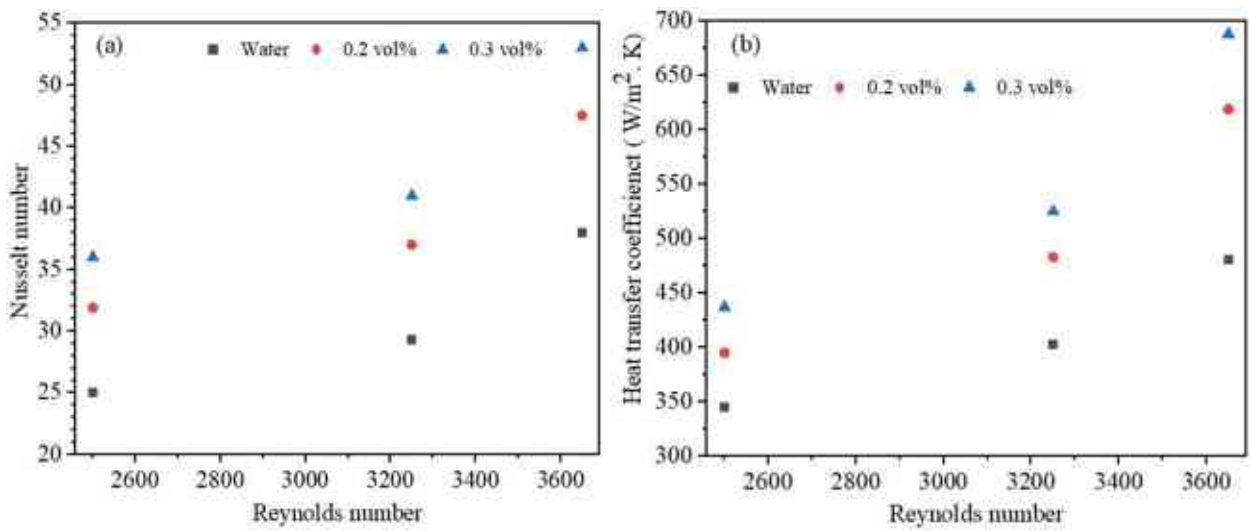 (a)
Water 0.2 vol% 0.3 vol%
55
50
45
40
35
30
25
20
Nusselt number
2600 2800 3000 3200 3400 3600
Reynolds number
(b)
Water 0.2 vol% 0.3 vol%
700
650
600
550
500
450
400
350
300
Heat transfer coefficienct ( W/m². K)
2600 2800 3000 3200 3400 3600
Reynolds number